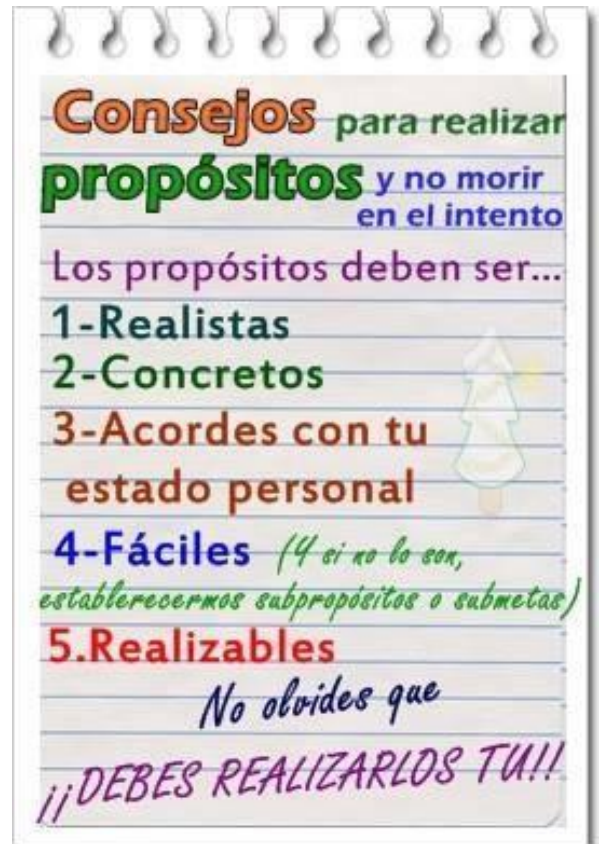 Consejos para realizar
propósitos y no morir
en el intento
Los propósitos deben ser...
1-Realistas
2-Concretos
3-Acordes con tu
estado personal
4-Fáciles (Y si no lo son,
establerecermos subpropósitos o submetas)
5.Realizables
No olvides que
¡¡DEBES REALIZARLOS TU!!